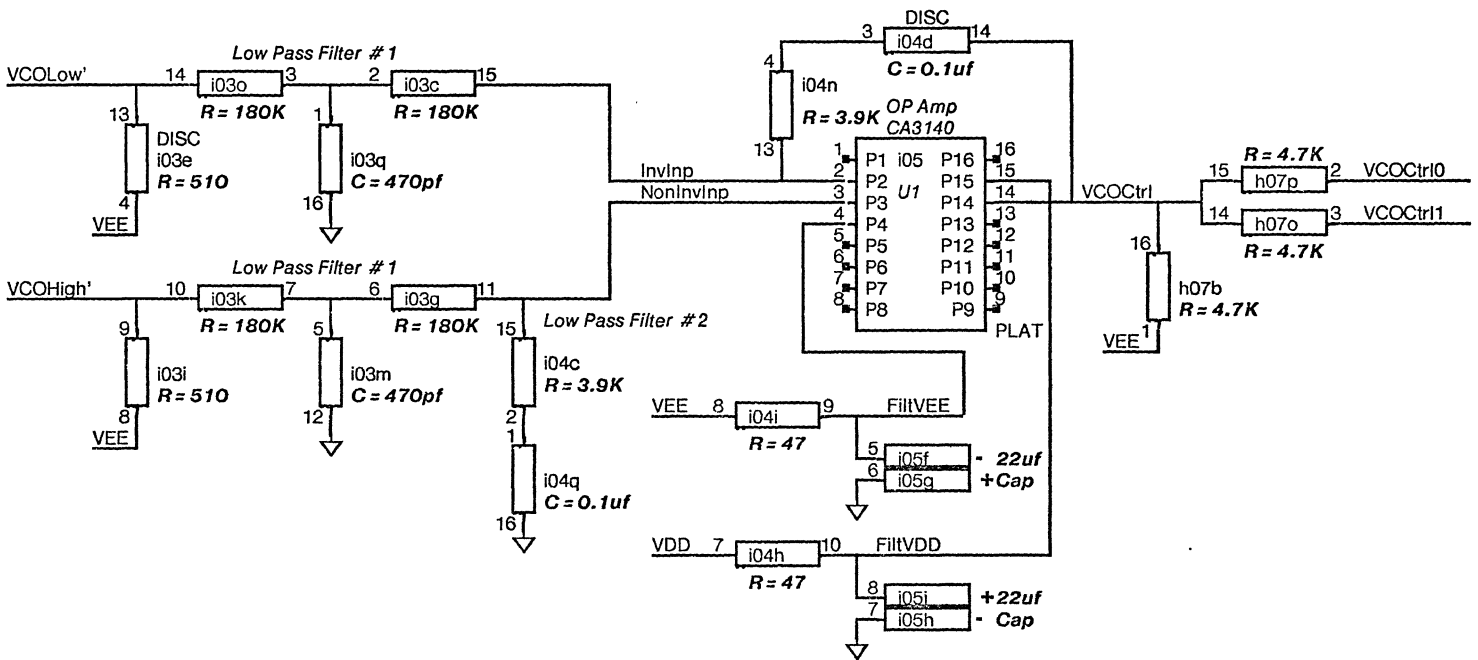 DISC
3 i04d 14
C = 0.1uf
Low Pass Filter # 1
VCOLow' 14 i03o 3 2 i03c 15
R = 180K R = 180K
4
i04n
R = 3.9K
13
OP Amp
CA3140
13
DISC
i03e
R = 510
4
VEE
1
i03q
C = 470pf
16
InvInp
NonInvInp
1 P1 i05 P16 16
2 P2 P15 15
3 P3 U1 P14 14
4 P4 P13 13
5 P5 P12 12
6 P6 P11 11
7 P7 P10 10
8 P8 P9 9
PLAT
VCOCtrl
R = 4.7K
15 h07p 2 VCOCtrl0
14 h07o 3 VCOCtrl1
R = 4.7K
16
h07b
R = 4.7K
1
VEE
Low Pass Filter # 1
VCOHigh' 10 i03k 7 6 i03g 11
R = 180K R = 180K
9
i03i
R = 510
8
VEE
5
i03m
C = 470pf
12
Low Pass Filter # 2
15
i04c
R = 3.9K
2
1
i04q
C = 0.1uf
16
VEE 8 i04i 9 FiltVEE
R = 47
5 i05f - 22uf
6 i05g + Cap
VDD 7 i04h 10 FiltVDD
R = 47
8 i05i + 22uf
7 i05h - Cap